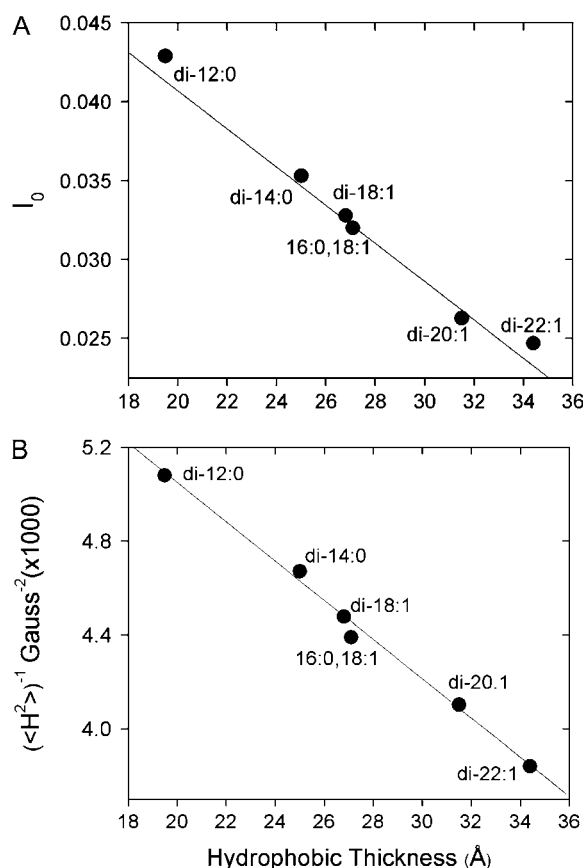 A
0.045
di-12:0
0.040
0.035
di-14:0
di-18:1
I0
16:0,18:1
0.030
di-20:1
di-22:1
0.025
18 20 22 24 26 28 30 32 34 36
B
5.2
di-12:0
4.8
di-14:0
di-18:1
4.4
16:0,18:1
di-20.1
4.0
di-22:1
(<H²>)⁻¹ Gauss⁻² (x1000)
18 20 22 24 26 28 30 32 34 36
Hydrophobic Thickness (Å)